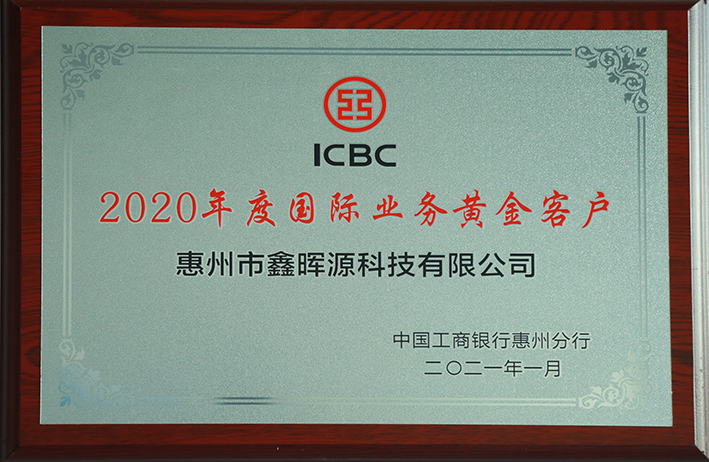 ICBC
2020年度国际业务黄金客户
惠州市鑫晖源科技有限公司
中国工商银行惠州分行
二〇二一年一月